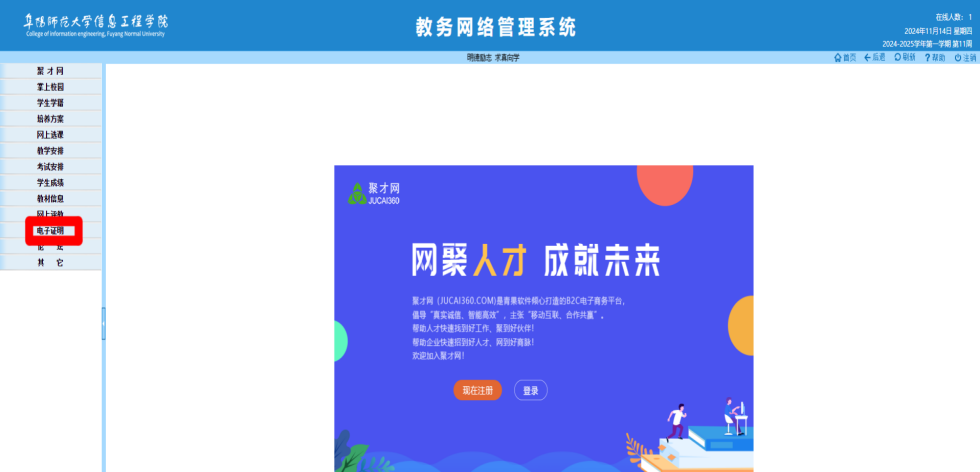 阜阳师范大学信息工程学院
College of information engineering, Fuyang Normal University
教务网络管理系统
在线人数： 1
2024年11月14日 星期四
2024-2025学年第一学期 第11周
明德励志 求真向学
首页 后退 刷新 帮助 注销
聚 才 网
掌上校园
学生学籍
培养方案
网上选课
教学安排
考试安排
学生成绩
教材信息
网上评教
电子证明
论 坛
其 它
聚才网
JUCAI360
网聚人才 成就未来
聚才网（JUCAI360.COM)是青果软件倾心打造的B2C电子商务平台，
倡导“真实诚信、智能高效”，主张“移动互联、合作共赢”。
帮助人才快速找到好工作，聚到好伙伴！
帮助企业快速招到好人才，网到好商脉！
欢迎加入聚才网！
现在注册
登录